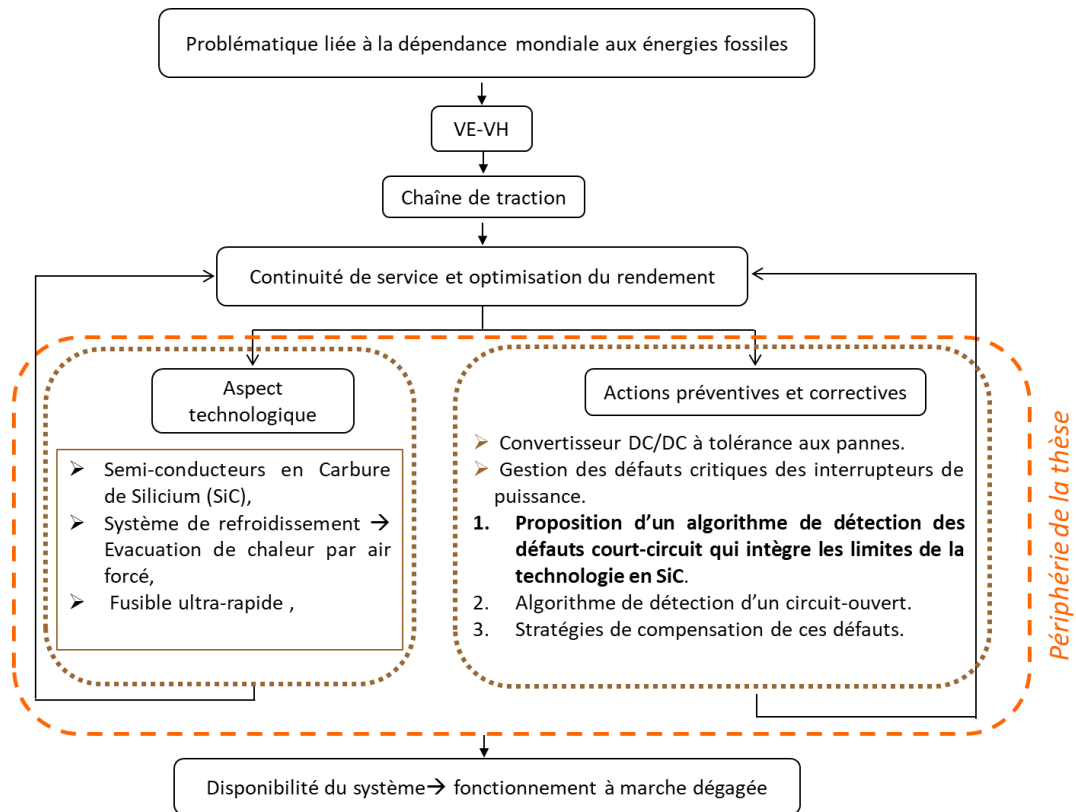 Problématique liée à la dépendance mondiale aux énergies fossiles
VE-VH
Chaîne de traction
Continuité de service et optimisation du rendement
Aspect
technologique
➢ Semi-conducteurs en Carbure
de Silicium (SiC),
➢ Système de refroidissement →
Evacuation de chaleur par air
forcé,
➢ Fusible ultra-rapide ,
Actions préventives et correctives
➢ Convertisseur DC/DC à tolérance aux pannes.
➢ Gestion des défauts critiques des interrupteurs de
puissance.
1. Proposition d’un algorithme de détection des
défauts court-circuit qui intègre les limites de la
technologie en SiC.
2. Algorithme de détection d’un circuit-ouvert.
3. Stratégies de compensation de ces défauts.
Périphérie de la thèse
Disponibilité du système→ fonctionnement à marche dégagée